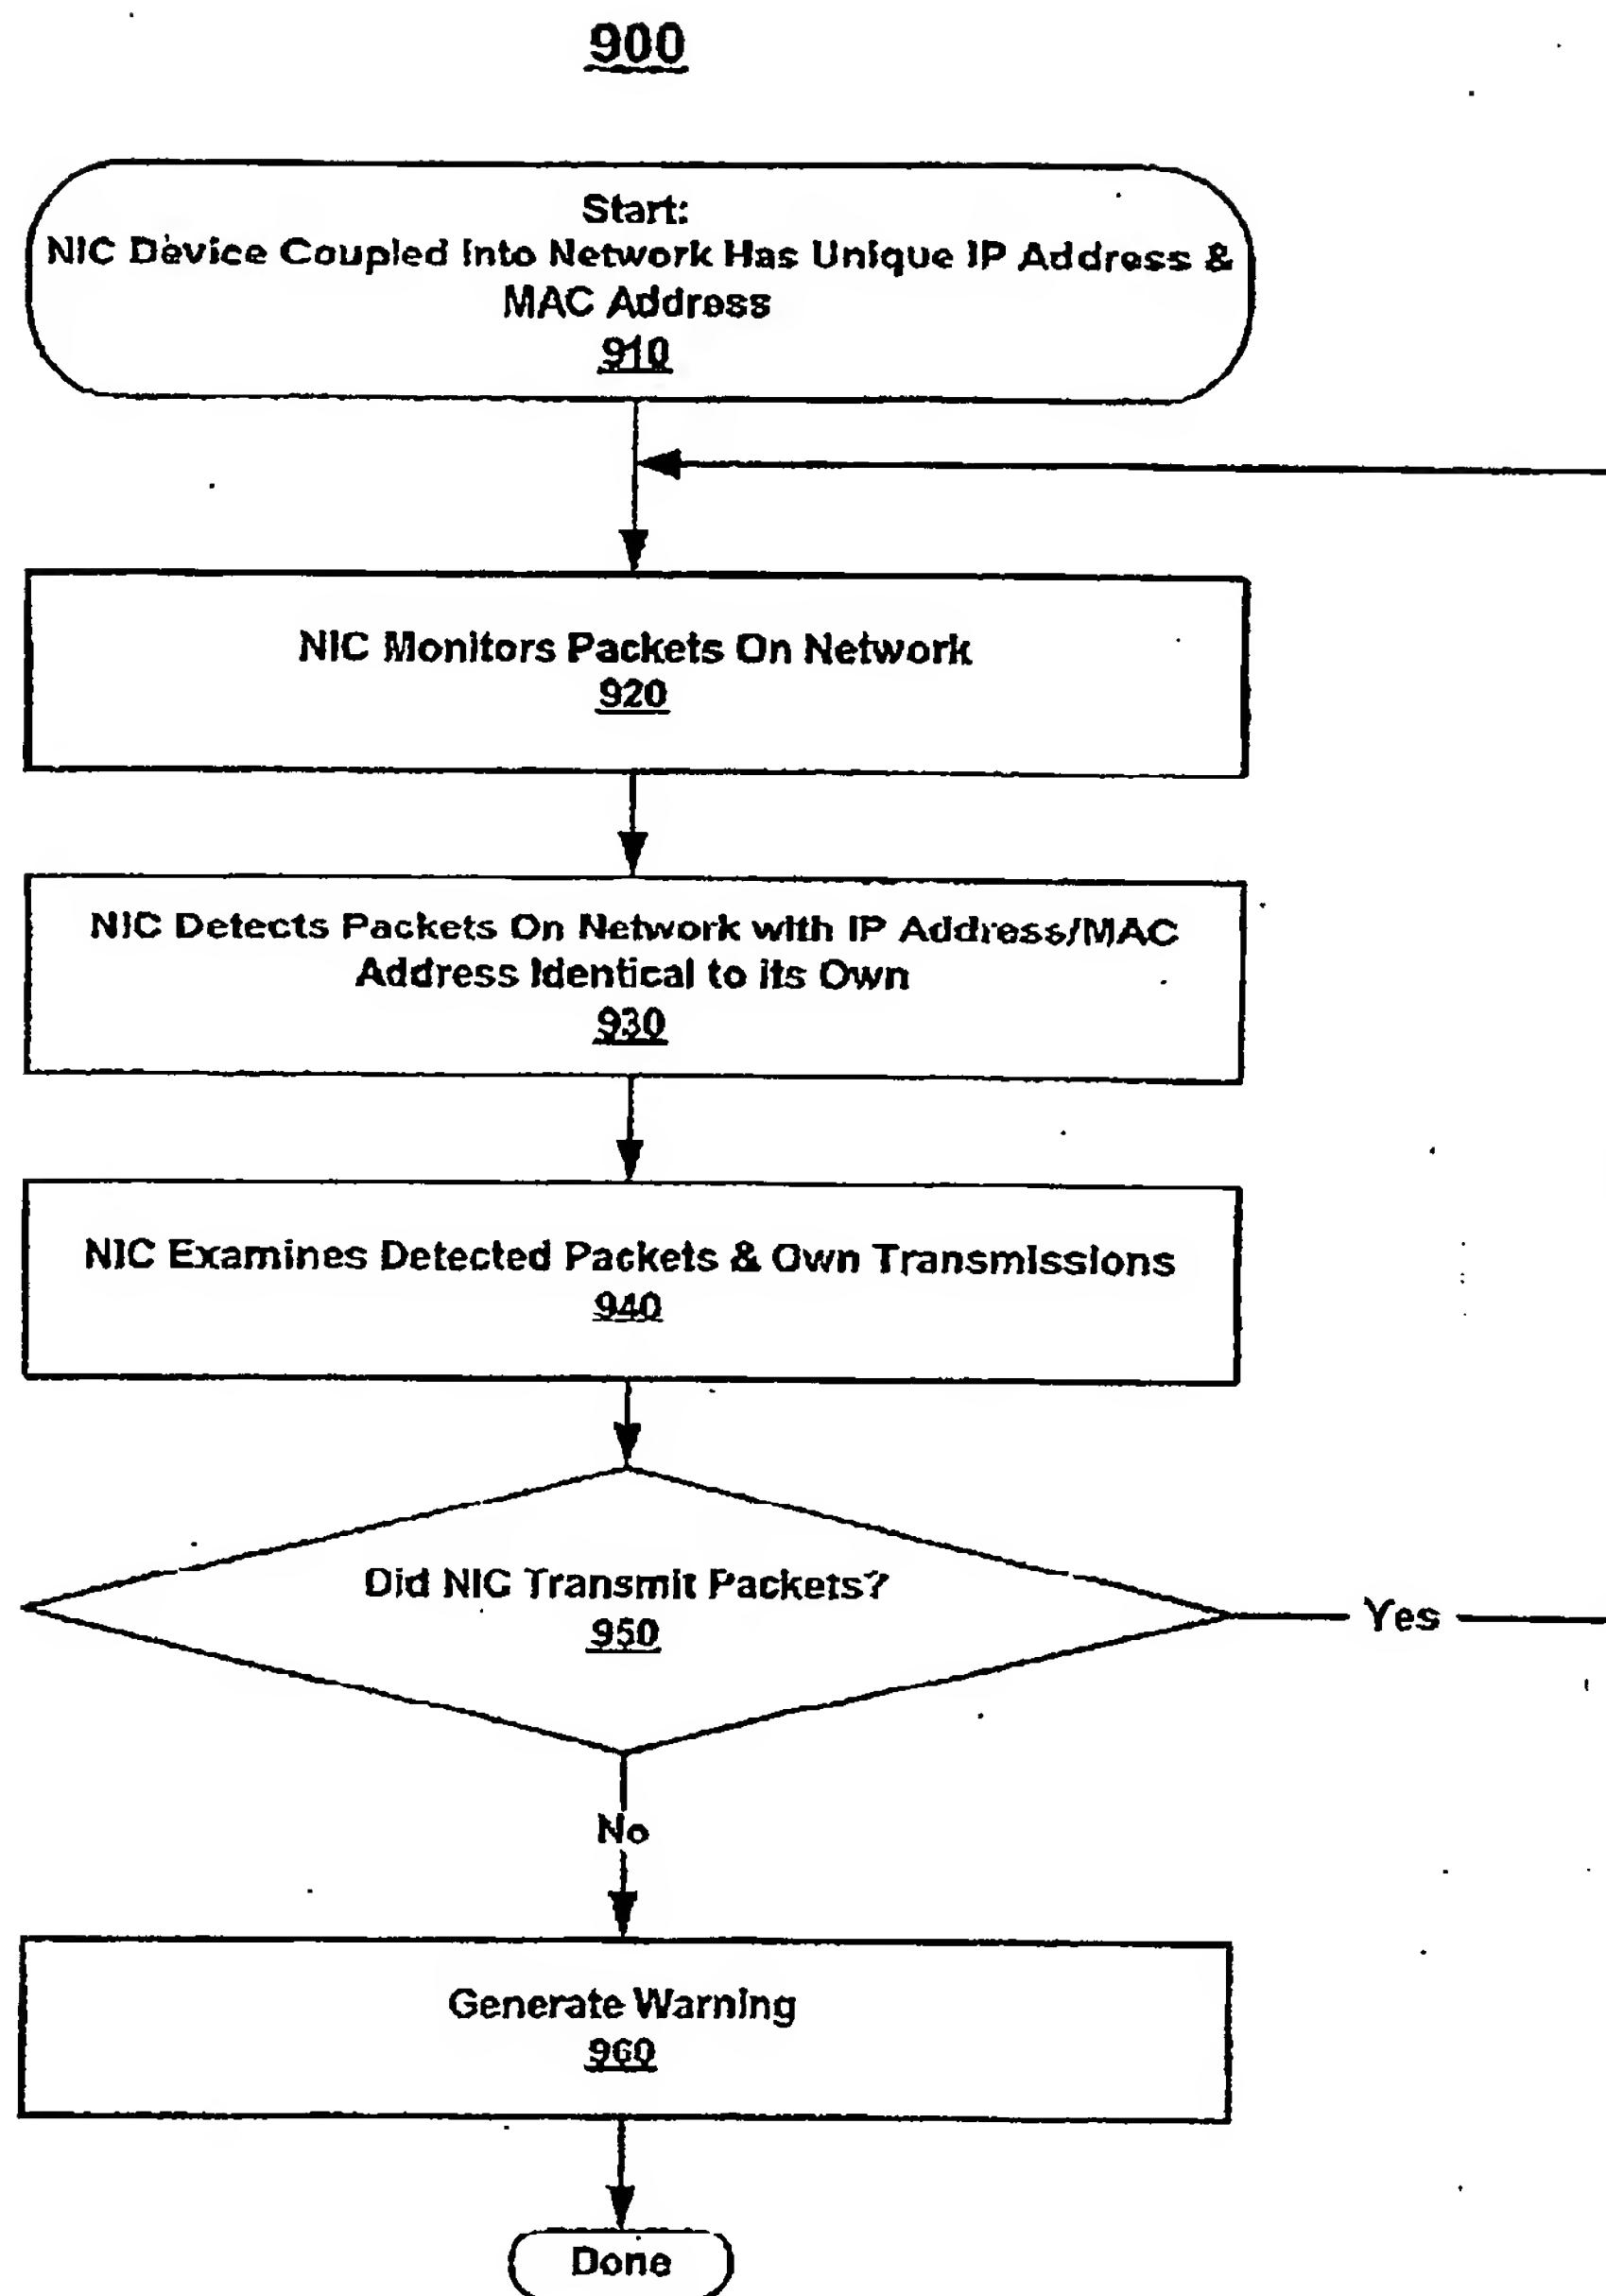 900
Start:
NIC Device Coupled Into Network Has Unique IP Address &
MAC Address
910
NIC Monitors Packets On Network
920
NIC Detects Packets On Network with IP Address/MAC
Address Identical to its Own
930
NIC Examines Detected Packets & Own Transmissions
940
Did NIC Transmit Packets?
950
Yes
No
Generate Warning
960
Done